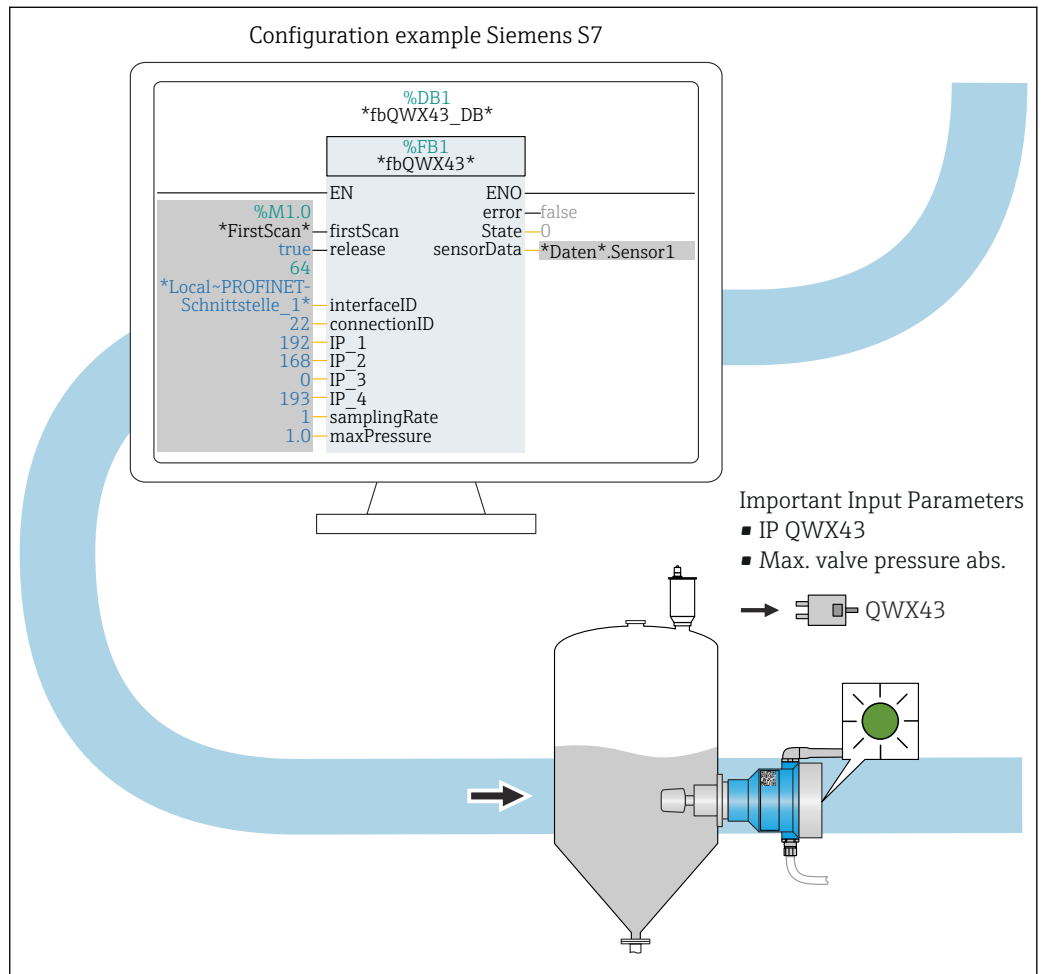 Configuration example Siemens S7
%DB1
*fbQWX43_DB*
%FB1
*fbQWX43*
EN ENO
%M1.0 error false
*FirstScan* firstScan State 0
true release sensorData *Daten*.Sensor1
64
*Local~PROFINET-
Schnittstelle_1* interfaceID
22 connectionID
192 IP_1
168 IP_2
0 IP_3
193 IP_4
1 samplingRate
1.0 maxPressure
Important Input Parameters
▪ IP QWX43
▪ Max. valve pressure abs.
QWX43